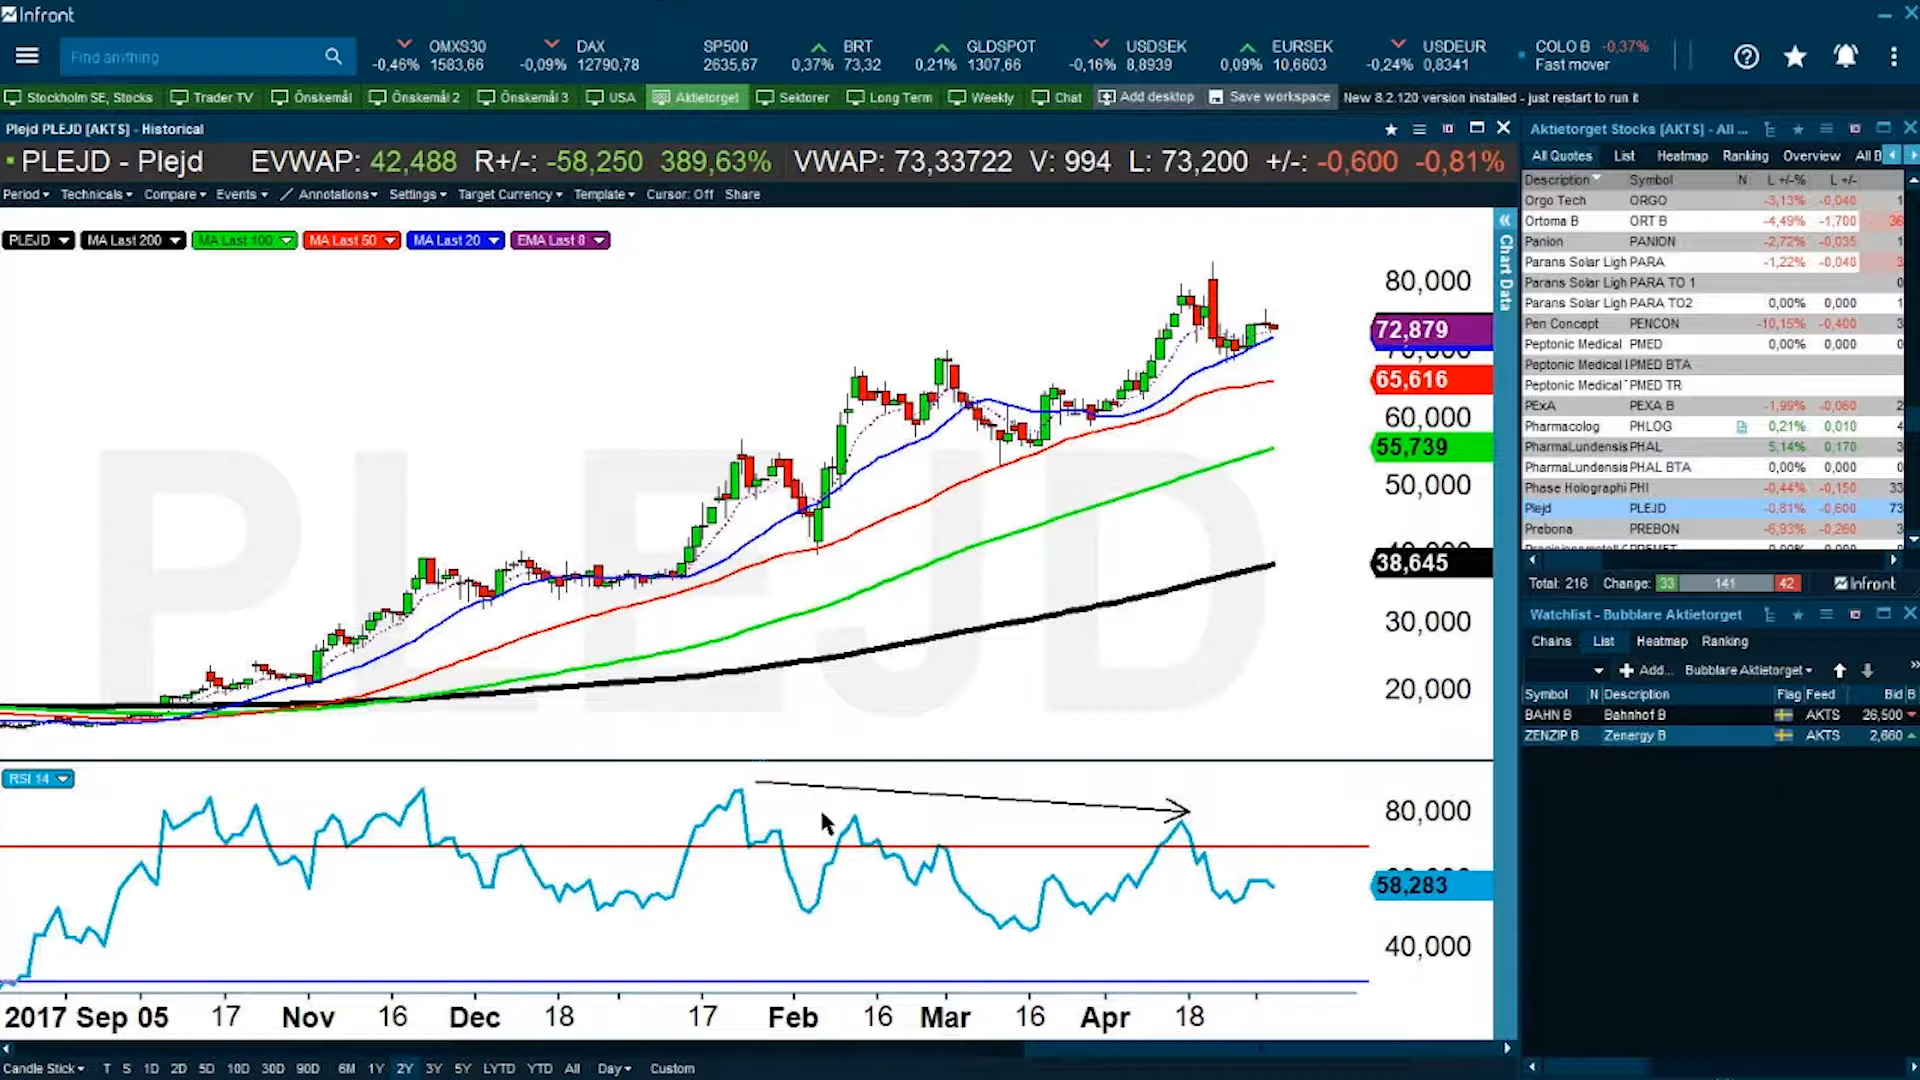 Infront
Find anything
OMXS30 -0,46% 1583,66
DAX -0,09% 12790,78
SP500 2635,67
BRT 0,37% 73,32
GLDSPOT 0,21% 1307,66
USDSEK -0,16% 8,8939
EURSEK 0,09% 10,6603
USDEUR -0,24% 0,8341
COLO B -0,37% Fast mover
Stockholm SE, Stocks Trader TV Önskemål Önskemål 2 Önskemål 3 USA Aktietorget Sektorer Long Term Weekly Chat Add desktop Save workspace New 8.2.120 version installed - just restart to run it
Plejd PLEJD [AKTS] - Historical
PLEJD - Plejd EVWAP: 42,488 R+/-: -58,250 389,63% VWAP: 73,33722 V: 994 L: 73,200 +/-: -0,600 -0,81%
Period Technicals Compare Events Annotations Settings Target Currency Template Cursor: Off Share
PLEJD MA Last 200 MA Last 100 MA Last 50 MA Last 20 EMA Last 8
Chart Data
PLEJD
80,000
72,879
65,616
60,000
55,739
50,000
38,645
30,000
20,000
RSI 14
80,000
58,283
40,000
2017 Sep 05 17 Nov 16 Dec 18 17 Feb 16 Mar 16 Apr 18
Candle Stick T S 1D 2D 5D 10D 30D 90D 6M 1Y 2Y 3Y 5Y LYTD YTD All Day Custom
Aktietorget Stocks [AKTS] - All ...
All Quotes List Heatmap Ranking Overview All B
Description Symbol N L +/-% L +/-
Orgo Tech ORGO -3,13% -0,040 1
Ortoma B ORT B -4,49% -1,700 36
Panion PANION -2,72% -0,035 1
Parans Solar Ligh PARA -1,22% -0,040 3
Parans Solar Ligh PARA TO 1 0
Parans Solar Ligh PARA TO2 0,00% 0,000 1
Pen Concept PENCON -10,15% -0,400 3
Peptonic Medical PMED 0,00% 0,000 0
Peptonic Medical PMED BTA
Peptonic Medical PMED TR
PExA PEXA B -1,99% -0,060 2
Pharmacolog PHLOG 0,21% 0,010 4
PharmaLundensis PHAL 5,14% 0,170 3
PharmaLundensis PHAL BTA 0,00% 0,000 0
Phase Holographi PHI -0,44% -0,150 33
Plejd PLEJD -0,81% -0,600 73
Prebona PREBON -6,93% -0,260 3
Total: 216 Change: 33 141 42 Infront
Watchlist - Bubblare Aktietorget
Chains List Heatmap Ranking
Add... Bubblare Aktietorget
Symbol N Description Flag Feed Bid B
BAHN B Bahnhof B AKTS 26,500
ZENZIP B Zenergy B AKTS 2,660